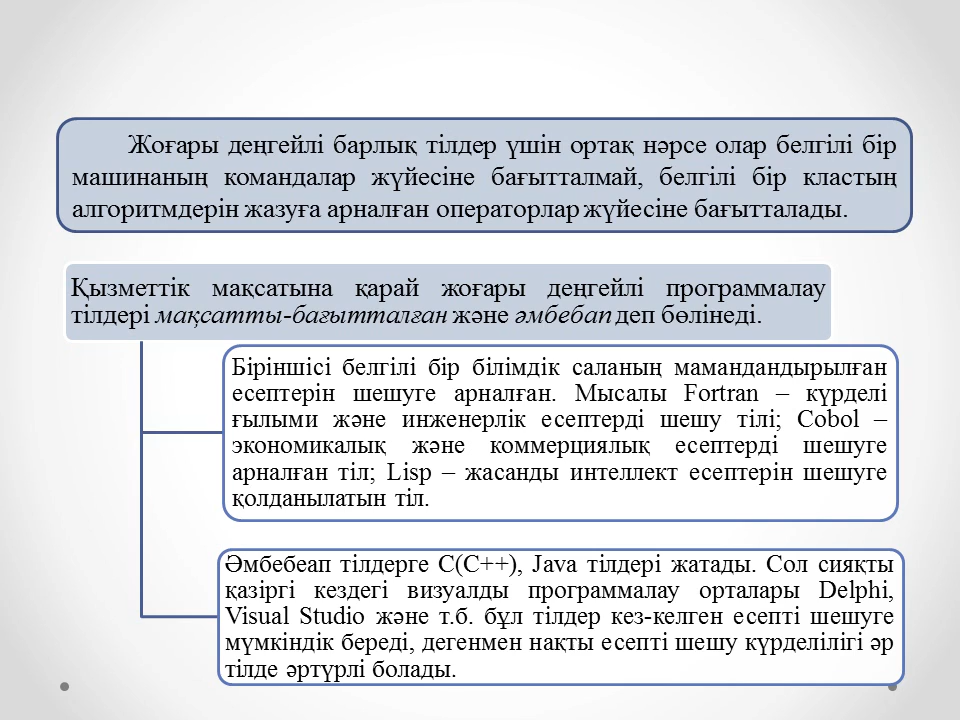 Жоғары деңгейлі барлық тілдер үшін ортақ нәрсе олар белгілі бір
машинаның командалар жүйесіне бағытталмай, белгілі бір кластың
алгоритмдерін жазуға арналған операторлар жүйесіне бағытталады.
Қызметтік мақсатына қарай жоғары деңгейлі программалау
тілдері мақсатты-бағытталған және әмбебап деп бөлінеді.
Біріншісі белгілі бір білімдік саланың мамандандырылған
есептерін шешуге арналған. Мысалы Fortran – күрделі
ғылыми және инженерлік есептерді шешу тілі; Cobol –
экономикалық және коммерциялық есептерді шешуге
арналған тіл; Lisp – жасанды интеллект есептерін шешуге
қолданылатын тіл.
Әмбебеап тілдерге C(C++), Java тілдері жатады. Сол сияқты
қазіргі кездегі визуалды программалау орталары Delphi,
Visual Studio және т.б. бұл тілдер кез-келген есепті шешуге
мүмкіндік береді, дегенмен нақты есепті шешу күрделілігі әр
тілде әртүрлі болады.